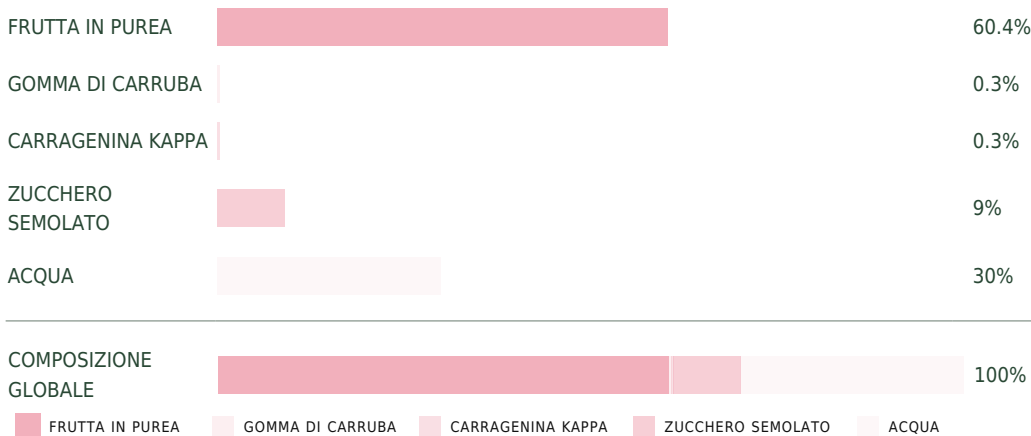 FRUTTA IN PUREA 60.4%
GOMMA DI CARRUBA 0.3%
CARRAGENINA KAPPA 0.3%
ZUCCHERO
SEMOLATO 9%
ACQUA 30%
COMPOSIZIONE
GLOBALE 100%
FRUTTA IN PUREA GOMMA DI CARRUBA CARRAGENINA KAPPA ZUCCHERO SEMOLATO ACQUA